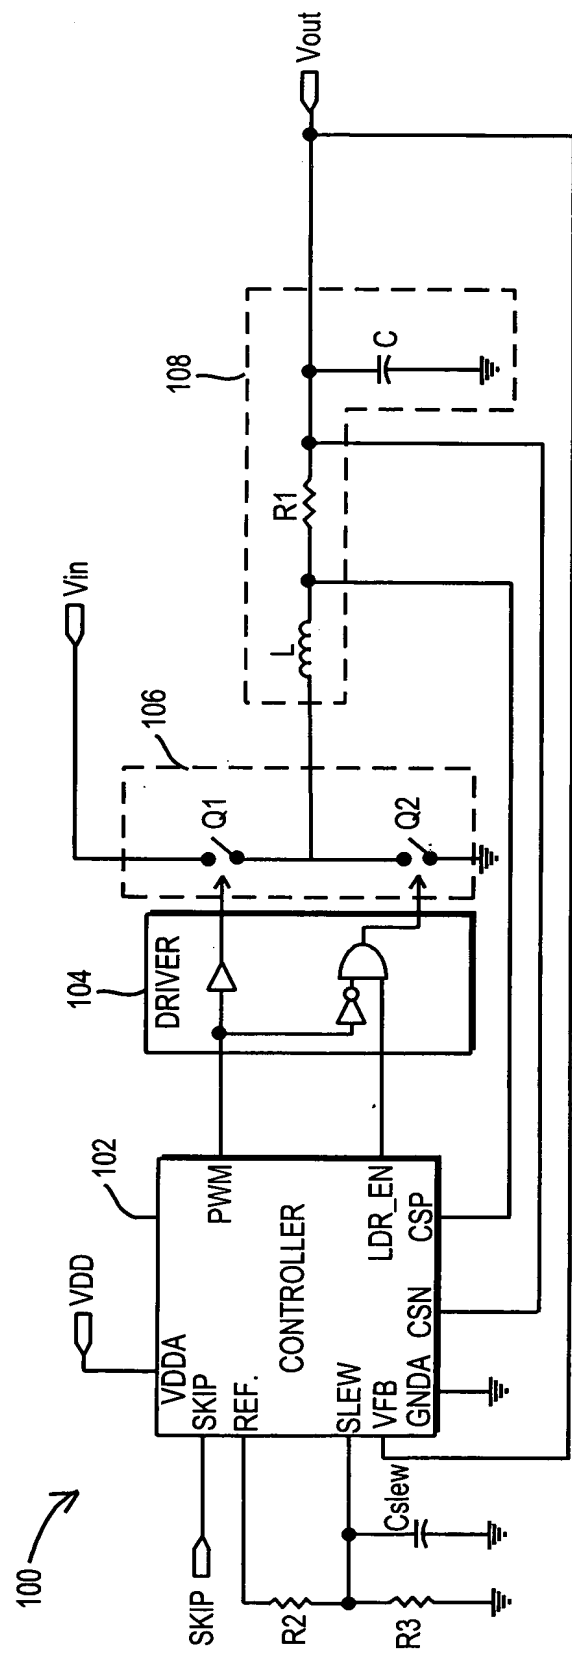 100
SKIP
R2
R3
Cslew
VDD
102
VDDA
SKIP
REF.
SLEW
VFB
GNDA
CSN
CSP
CONTROLLER
PWM
LDR_EN
104
DRIVER
106
Q1
Q2
Vin
108
L
R1
C
Vout